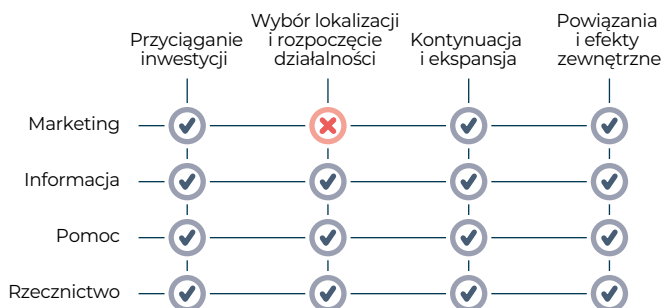 Przyciąganie
inwestycji
Wybór lokalizacji
i rozpoczęcie
działalności
Kontynuacja
i ekspansja
Powiązania
i efekty
zewnętrzne
Marketing
Informacja
Pomoc
Rzecznictwo